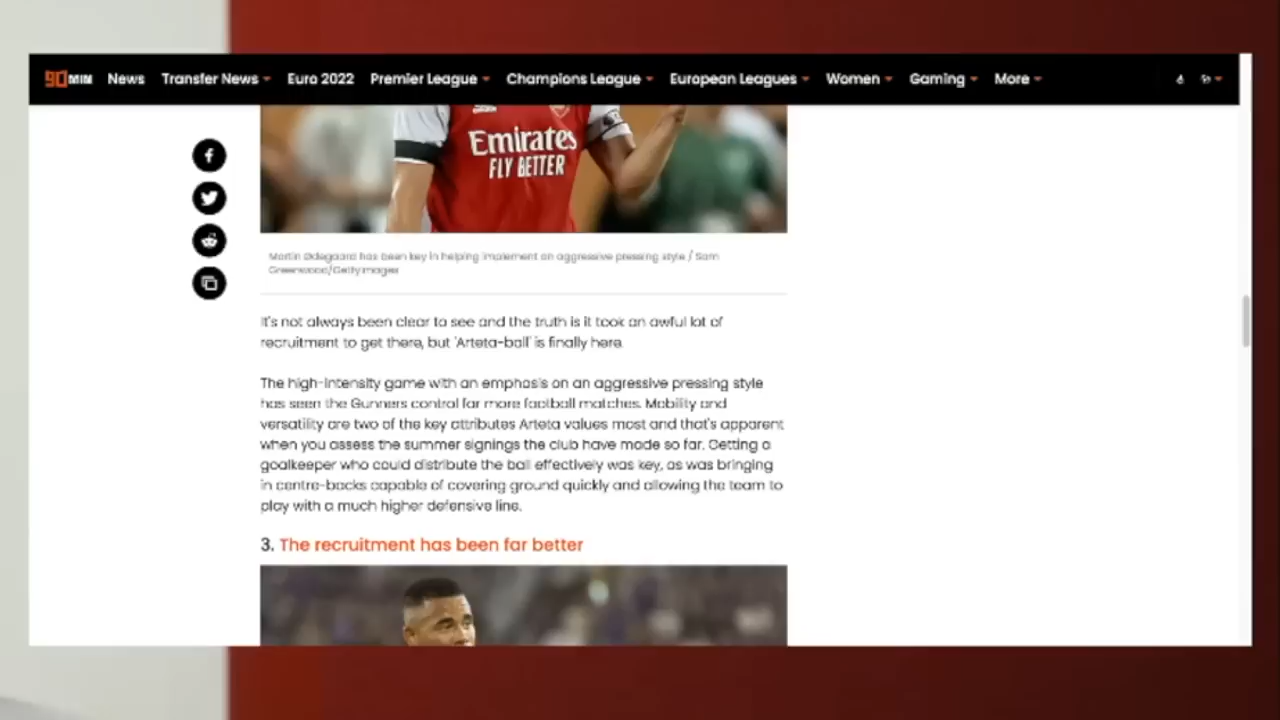 90MIN News Transfer News Euro 2022 Premier League Champions League European Leagues Women Gaming More
Emirates
FLY BETTER
Martin Odegaard has been key in helping implement an aggressive pressing style / Sam
Greenwood/GettyImages
It's not always been clear to see and the truth is it took an awful lot of
recruitment to get there, but 'Arteta-ball' is finally here.
The high-intensity game with an emphasis on an aggressive pressing style
has seen the Gunners control far more football matches. Mobility and
versatility are two of the key attributes Arteta values most and that's apparent
when you assess the summer signings the club have made so far. Getting a
goalkeeper who could distribute the ball effectively was key, as was bringing
in centre-backs capable of covering ground quickly and allowing the team to
play with a much higher defensive line.
3. The recruitment has been far better